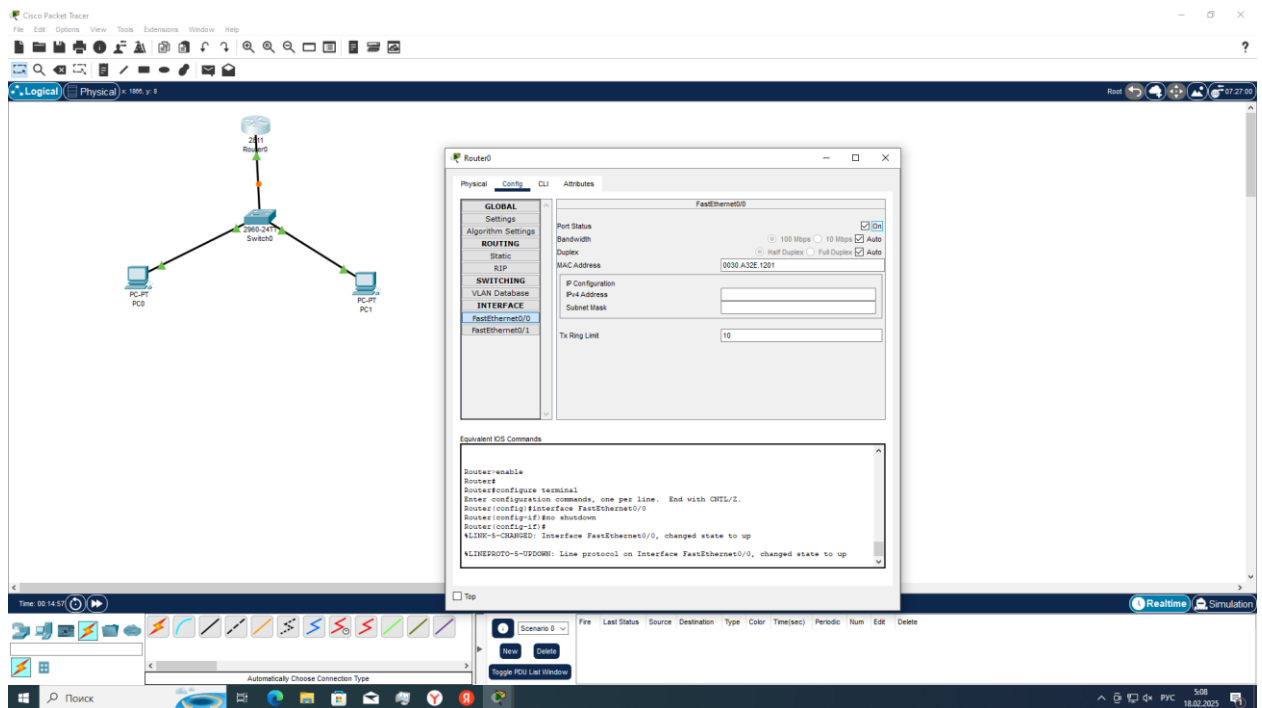 Cisco Packet Tracer
File Edit Options View Tools Extensions Window Help
?
Logical Physical x: 1066, y: 8
Root 07:27:00
2811
Router0
2960-24TT
Switch0
PC-PT
PC0
PC-PT
PC1
Router0
Physical Config CLI Attributes
GLOBAL
Settings
Algorithm Settings
ROUTING
Static
RIP
SWITCHING
VLAN Database
INTERFACE
FastEthernet0/0
FastEthernet0/1
FastEthernet0/0
Port Status On
Bandwidth 100 Mbps 10 Mbps Auto
Duplex Half Duplex Full Duplex Auto
MAC Address 0030.A32E.1201
IP Configuration
IPv4 Address
Subnet Mask
Tx Ring Limit 10
Equivalent IOS Commands
Router>enable
Router#
Router#configure terminal
Enter configuration commands, one per line. End with CNTL/Z.
Router(config)#interface FastEthernet0/0
Router(config-if)#no shutdown
Router(config-if)#
%LINK-5-CHANGED: Interface FastEthernet0/0, changed state to up
%LINEPROTO-5-UPDOWN: Line protocol on Interface FastEthernet0/0, changed state to up
Top
Time: 00:14:57
Realtime Simulation
Scenario 0
New Delete
Toggle PDU List Window
Fire Last Status Source Destination Type Color Time(sec) Periodic Num Edit Delete
Automatically Choose Connection Type
Поиск
РУС
5:08
18.02.2025